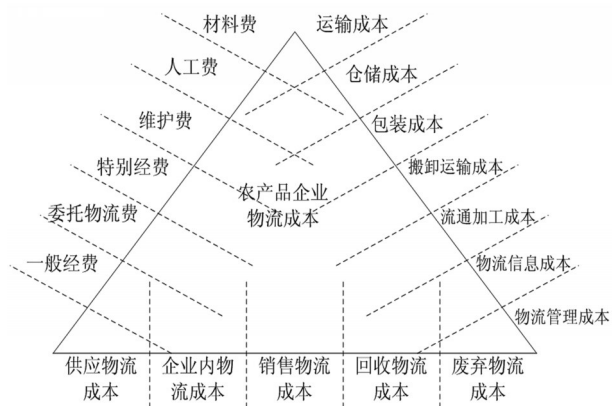 材料费
运输成本
人工费
仓储成本
维护费
包装成本
特别经费
搬卸运输成本
农产品企业
物流成本
委托物流费
流通加工成本
一般经费
物流信息成本
物流管理成本
供应物流
成本
企业内物
流成本
销售物流
成本
回收物流
成本
废弃物流
成本